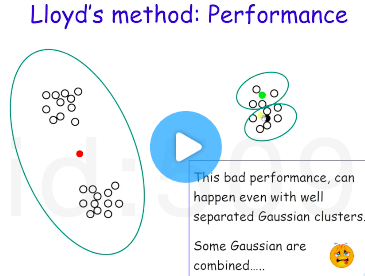 Lloyd's method: Performance
This bad performance, can
happen even with well
separated Gaussian clusters.
Some Gaussian are
combined.....